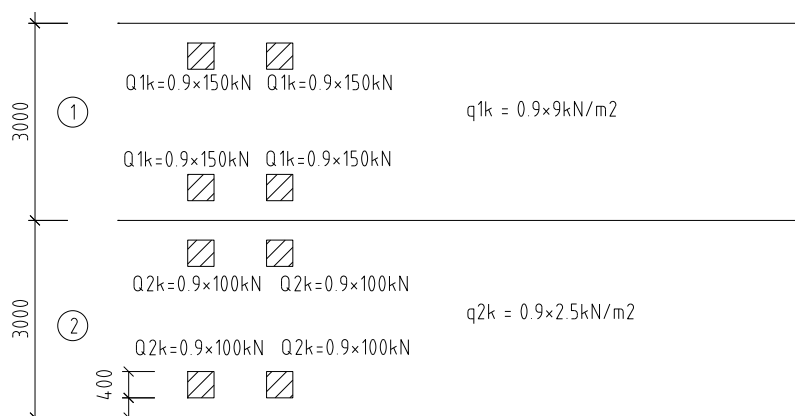 Q1k=0.9×150kN Q1k=0.9×150kN
3000
1
q1k = 0.9×9kN/m2
Q1k=0.9×150kN Q1k=0.9×150kN
Q2k=0.9×100kN Q2k=0.9×100kN
3000
2
q2k = 0.9×2.5kN/m2
Q2k=0.9×100kN Q2k=0.9×100kN
400